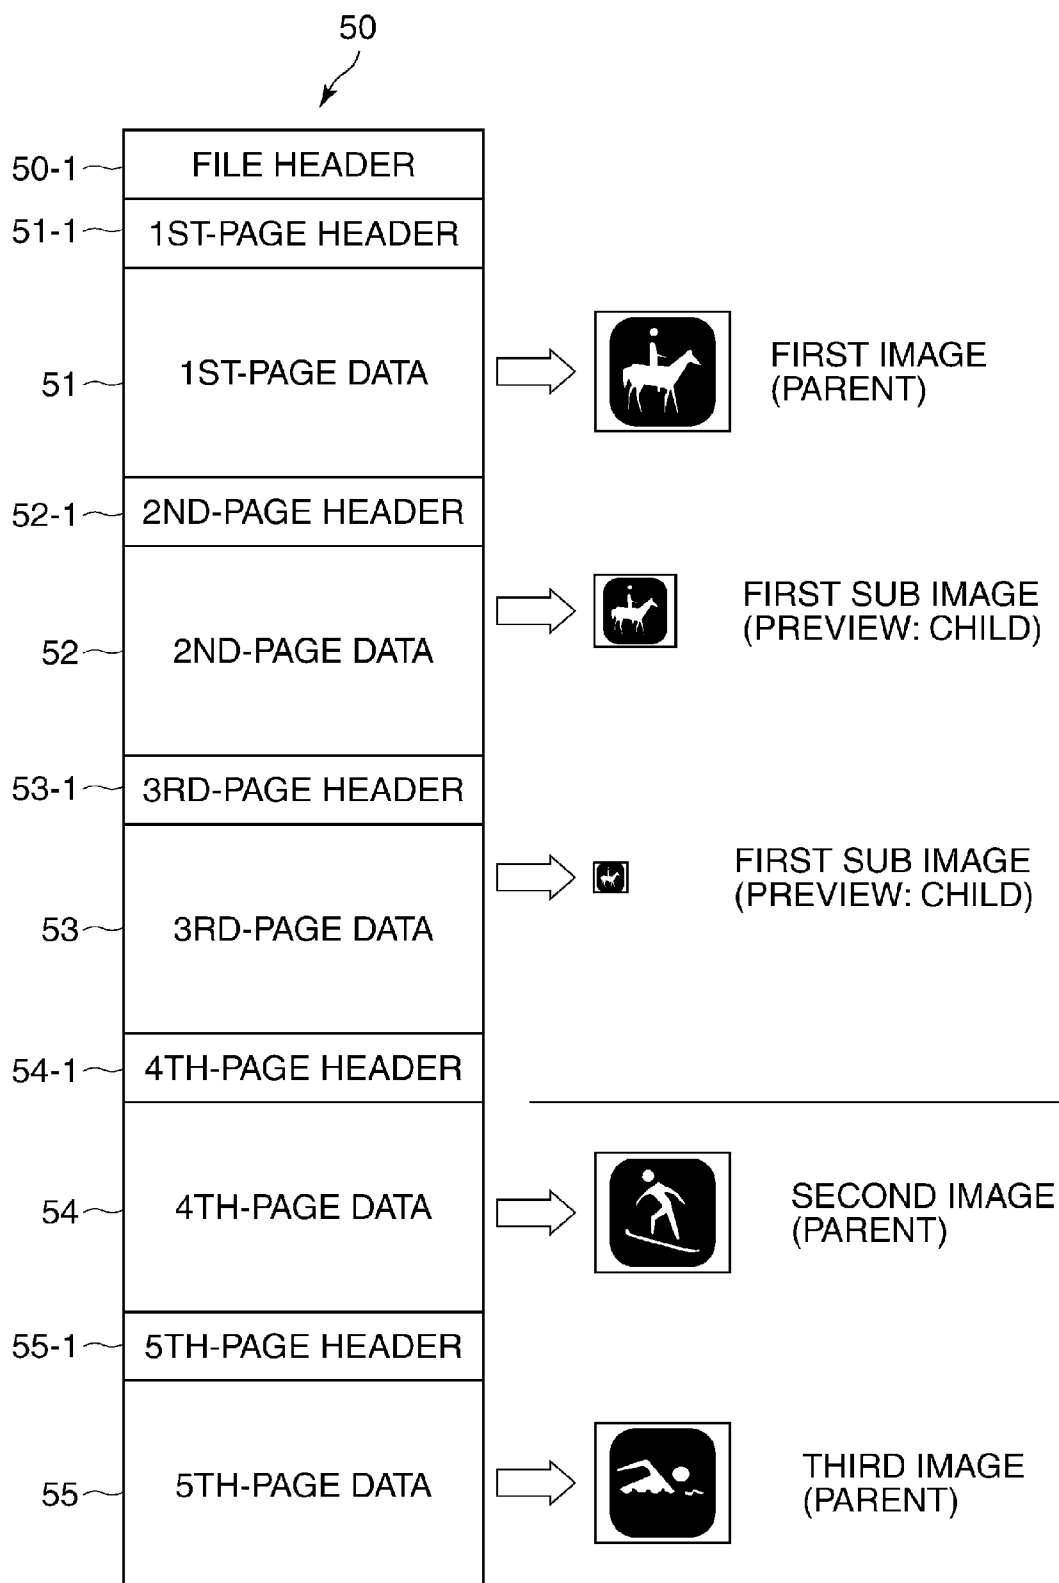 50
50-1 FILE HEADER
51-1 1ST-PAGE HEADER
51 1ST-PAGE DATA
FIRST IMAGE
(PARENT)
52-1 2ND-PAGE HEADER
52 2ND-PAGE DATA
FIRST SUB IMAGE
(PREVIEW: CHILD)
53-1 3RD-PAGE HEADER
53 3RD-PAGE DATA
FIRST SUB IMAGE
(PREVIEW: CHILD)
54-1 4TH-PAGE HEADER
54 4TH-PAGE DATA
SECOND IMAGE
(PARENT)
55-1 5TH-PAGE HEADER
55 5TH-PAGE DATA
THIRD IMAGE
(PARENT)